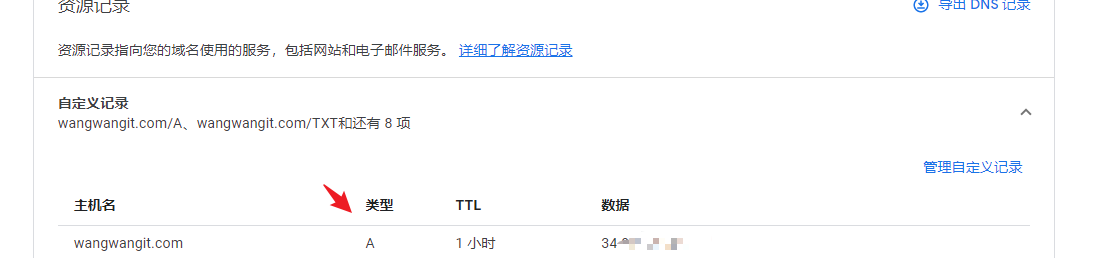 资源记录
导出 DNS 记录
资源记录指向您的域名使用的服务，包括网站和电子邮件服务。 详细了解资源记录
自定义记录
wangwangit.com/A、wangwangit.com/TXT和还有 8 项
管理自定义记录
主机名 类型 TTL 数据
wangwangit.com A 1 小时 34